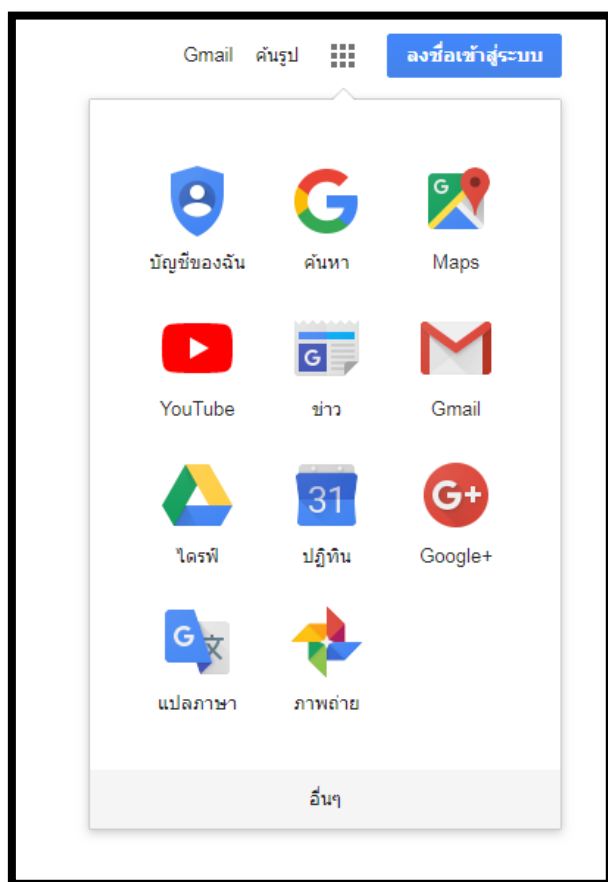 Gmail ค้นรูป ลงชื่อเข้าสู่ระบบ
บัญชีของฉัน ค้นหา Maps
YouTube ข่าว Gmail
31
ไดรฟ์ ปฏิทิน Google+
แปลภาษา ภาพถ่าย
อื่นๆ